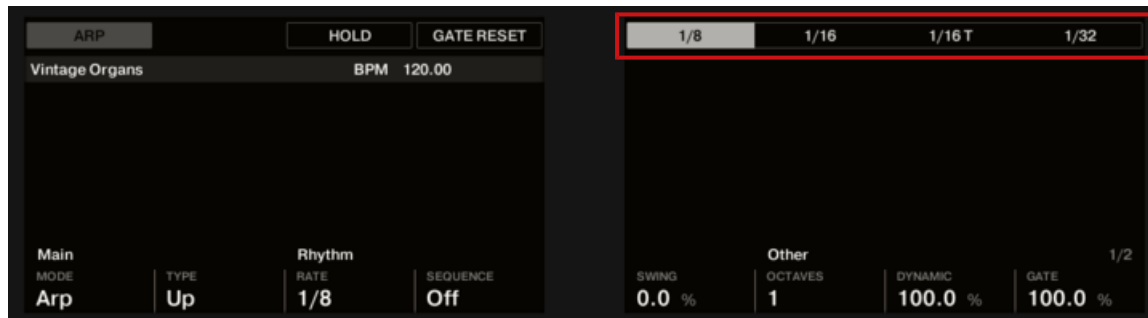 ARP HOLD GATE RESET
Vintage Organs BPM 120.00
Main Rhythm
MODE TYPE RATE SEQUENCE
Arp Up 1/8 Off
1/8 1/16 1/16 T 1/32
Other 1/2
SWING OCTAVES DYNAMIC GATE
0.0 % 1 100.0 % 100.0 %